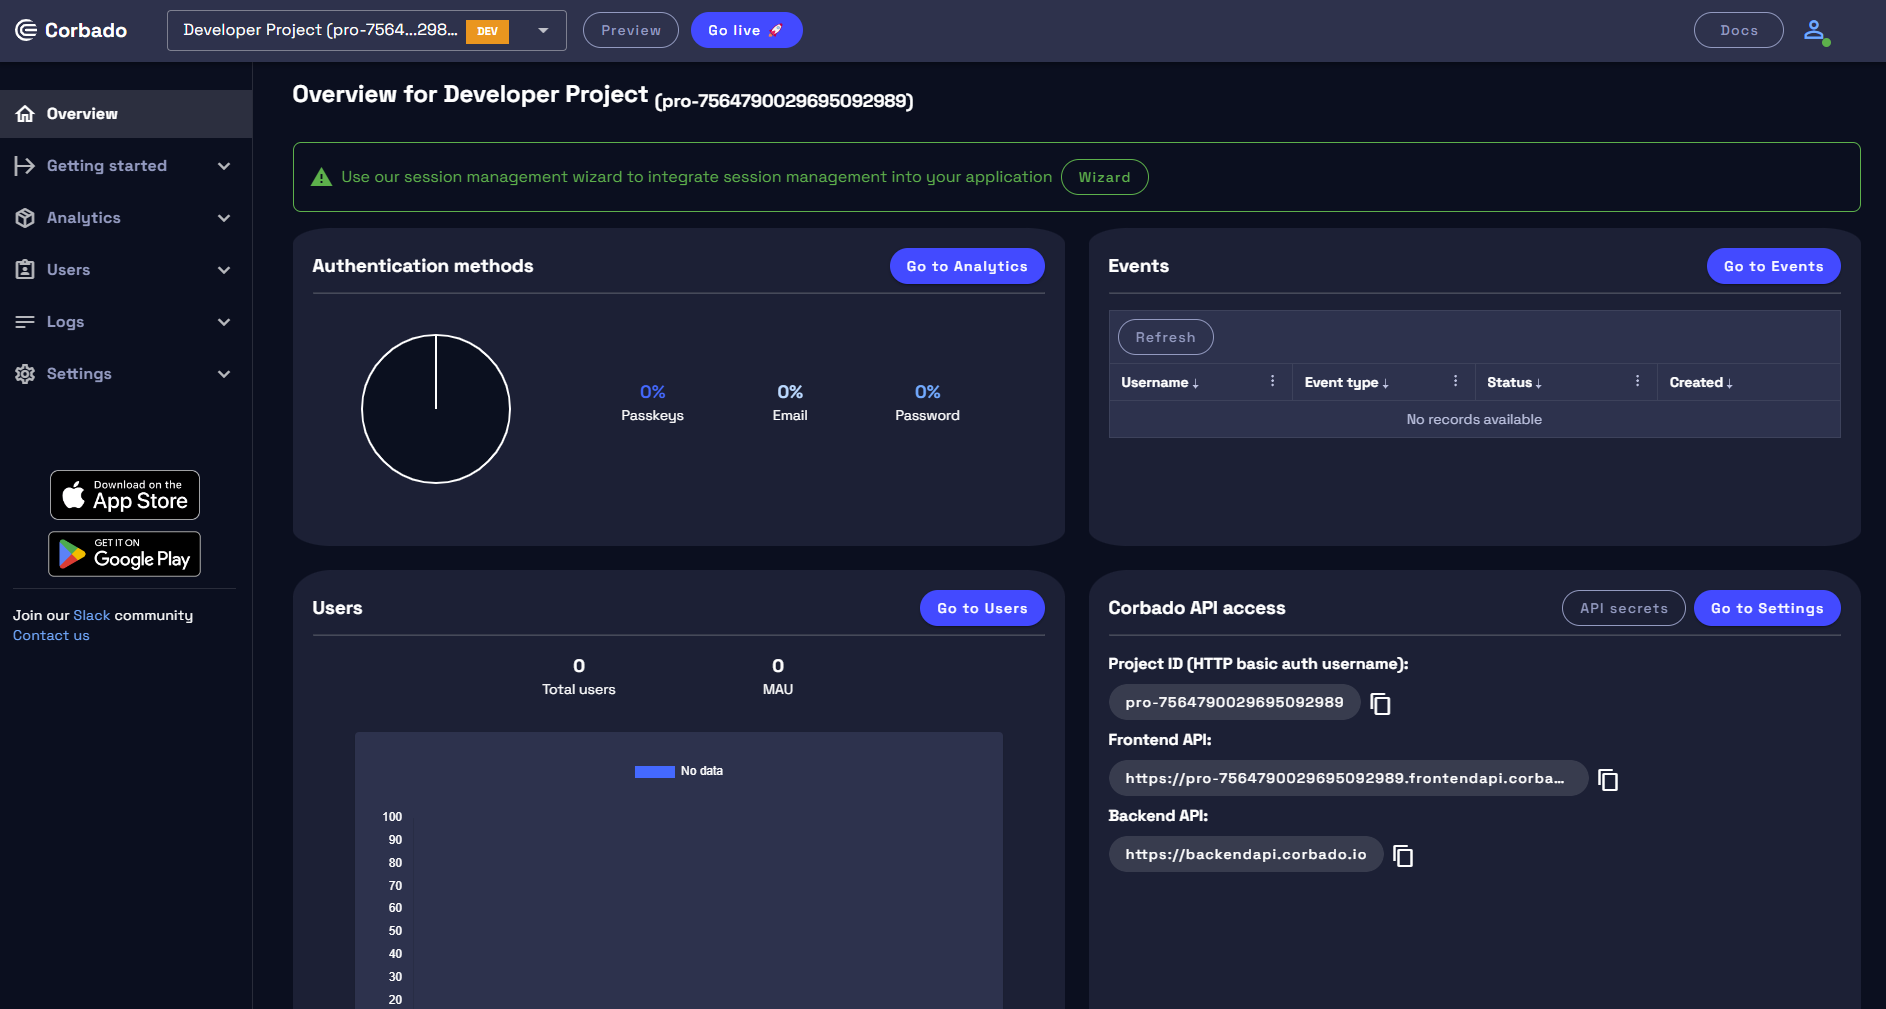 Corbado
Developer Project (pro-7564...298... DEV
Preview
Go live
Docs
Overview
Getting started
Analytics
Users
Logs
Settings
Download on the
App Store
GET IT ON
Google Play
Join our Slack community
Contact us
Overview for Developer Project (pro-7564790029695092989)
Use our session management wizard to integrate session management into your application
Wizard
Authentication methods
Go to Analytics
0%
Passkeys
0%
Email
0%
Password
Events
Go to Events
Refresh
Username ↓
Event type ↓
Status ↓
Created ↓
No records available
Users
Go to Users
0
Total users
0
MAU
No data
100
90
80
70
60
50
40
30
20
Corbado API access
API secrets
Go to Settings
Project ID (HTTP basic auth username):
pro-7564790029695092989
Frontend API:
https://pro-7564790029695092989.frontendapi.corba...
Backend API:
https://backendapi.corbado.io